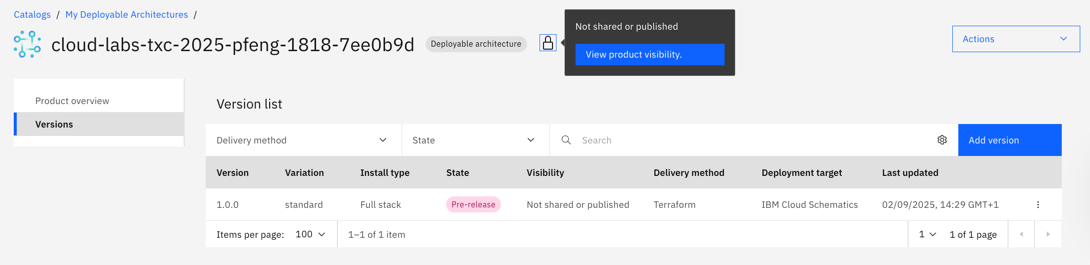 Catalogs / My Deployable Architectures /
cloud-labs-txc-2025-pfeng-1818-7ee0b9d Deployable architecture
Not shared or published
View product visibility.
Actions
Product overview
Versions
Version list
Delivery method State Search Add version
Version Variation Install type State Visibility Delivery method Deployment target Last updated
1.0.0 standard Full stack Pre-release Not shared or published Terraform IBM Cloud Schematics 02/09/2025, 14:29 GMT+1
Items per page: 100 1–1 of 1 item 1 1 of 1 page